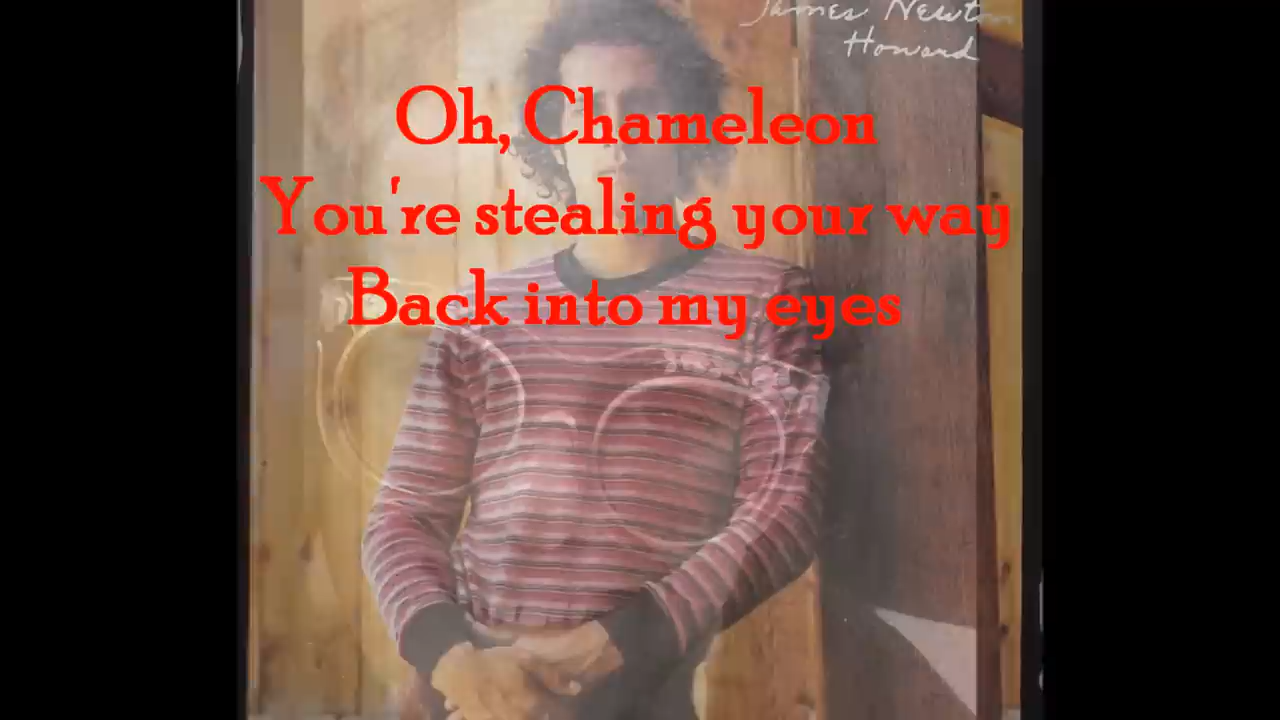 James Newton
Howard
Oh, Chameleon
You're stealing your way
Back into my eyes